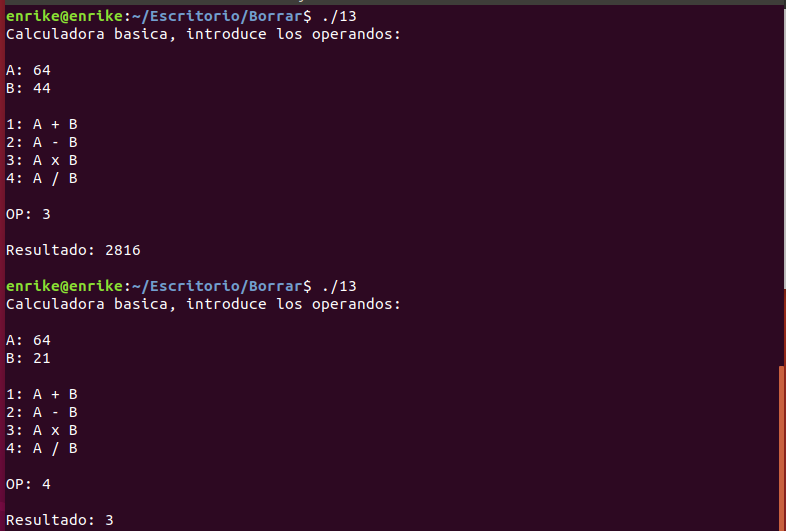 enrike@enrike:~/Escritorio/Borrar$ ./13
Calculadora basica, introduce los operandos:
A: 64
B: 44
1: A + B
2: A - B
3: A x B
4: A / B
OP: 3
Resultado: 2816
enrike@enrike:~/Escritorio/Borrar$ ./13
Calculadora basica, introduce los operandos:
A: 64
B: 21
1: A + B
2: A - B
3: A x B
4: A / B
OP: 4
Resultado: 3